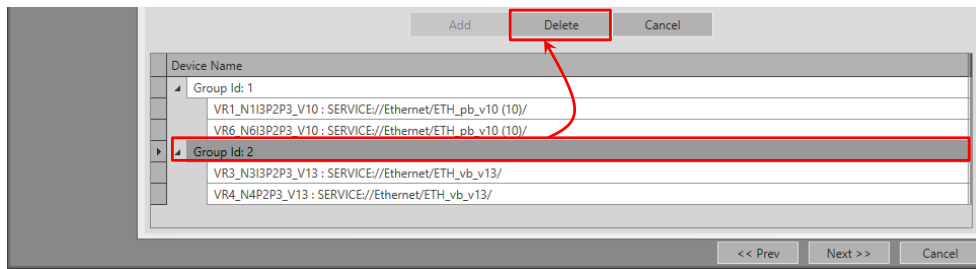 Add Delete Cancel
Device Name
Group Id: 1
VR1_N1I3P2P3_V10 : SERVICE://Ethernet/ETH_pb_v10 (10)/
VR6_N6I3P2P3_V10 : SERVICE://Ethernet/ETH_pb_v10 (10)/
Group Id: 2
VR3_N3I3P2P3_V13 : SERVICE://Ethernet/ETH_vb_v13/
VR4_N4P2P3_V13 : SERVICE://Ethernet/ETH_vb_v13/
<< Prev Next >> Cancel